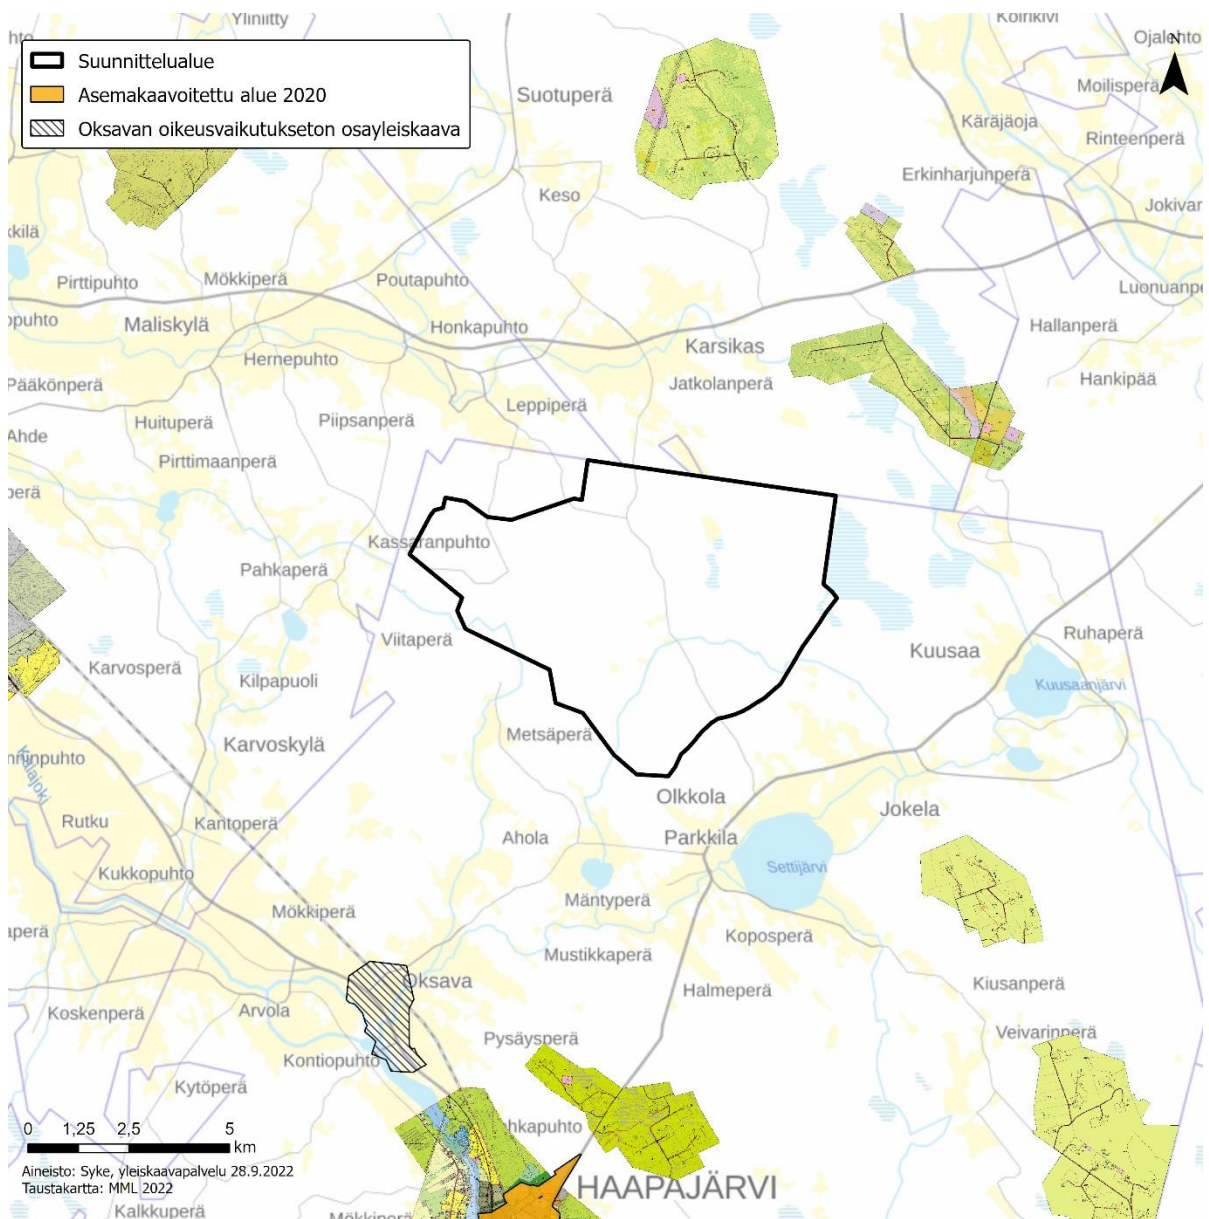 Yliniitty
Koirikivi
N
Ojalehto
Suunnittelualue
Asemakaavoitettu alue 2020
Oksavan oikeusvaikutukseton osayleiskaava
Moilisperä
Suotuperä
Käräjäoja
Rinteenperä
Erkinharjunperä
Keso
Pirttipuhto
Mökkiperä
Poutapuhto
Maliskylä
Honkapuhto
Hallanperä
Karsikas
Hernepuhto
Pääkönperä
Jatkolanperä
Hankipää
Leppiperä
Huituperä
Piipsanperä
Ahde
Pirttimaanperä
Kassaranpuhto
Pahkaperä
Viitaperä
Ruhaperä
Kuusaa
Karvosperä
Kilpapuoli
Kuusaanjärvi
Metsäperä
Karvoskylä
Kalajoki
Olkkola
Rutku
Kantoperä
Ahola
Parkkila
Jokela
Kukkopuhto
Settijärvi
Mökkiperä
Mäntyperä
Koposperä
Mustikkaperä
Oksava
Halmeperä
Kiusanperä
Koskenperä
Arvola
Pysäysperä
Veivarinperä
Kontiopuhto
Kytöperä
0 1,25 2,5 5
km
Aineisto: Syke, yleiskaavapalvelu 28.9.2022
Taustakartta: MML 2022
HAAPAJÄRVI
Kalkkuperä
Mökkiperä